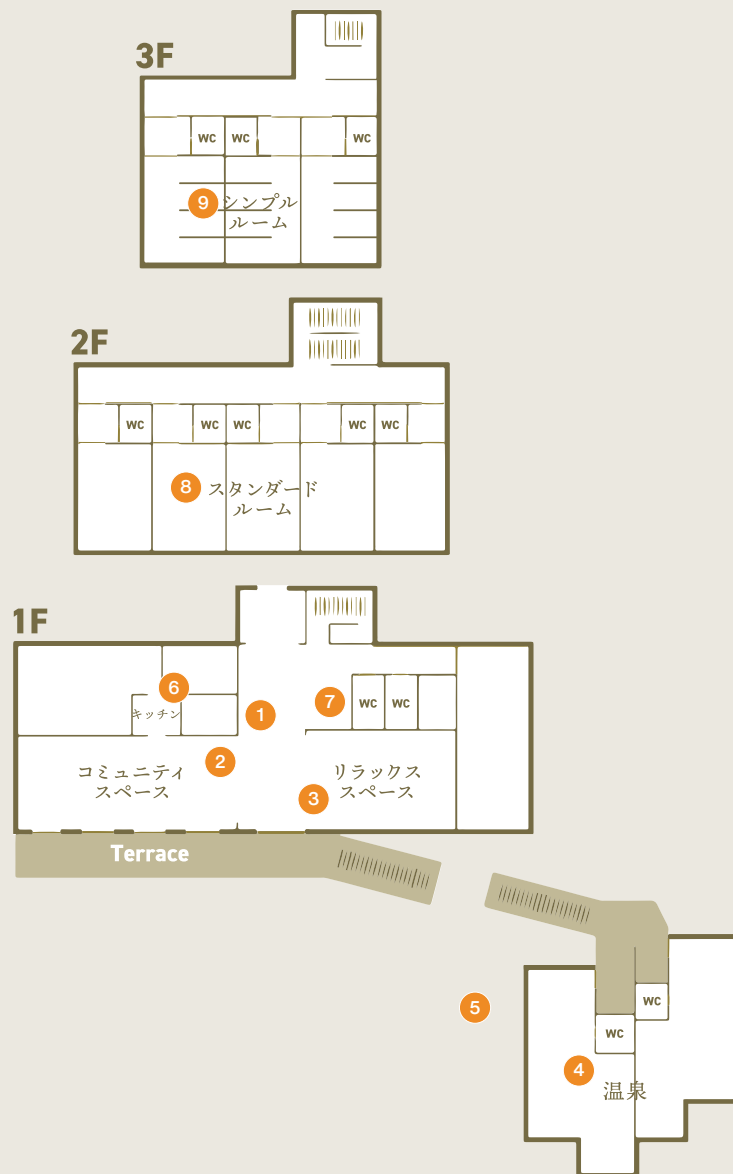 3F
WC WC WC
9 シンプル
ルーム
2F
WC WC WC WC WC
8 スタンダード
ルーム
1F
6
キッチン
7
WC WC
1
2
コミュニティ
スペース
リラックス
スペース
3
Terrace
5
WC
WC
4
温泉